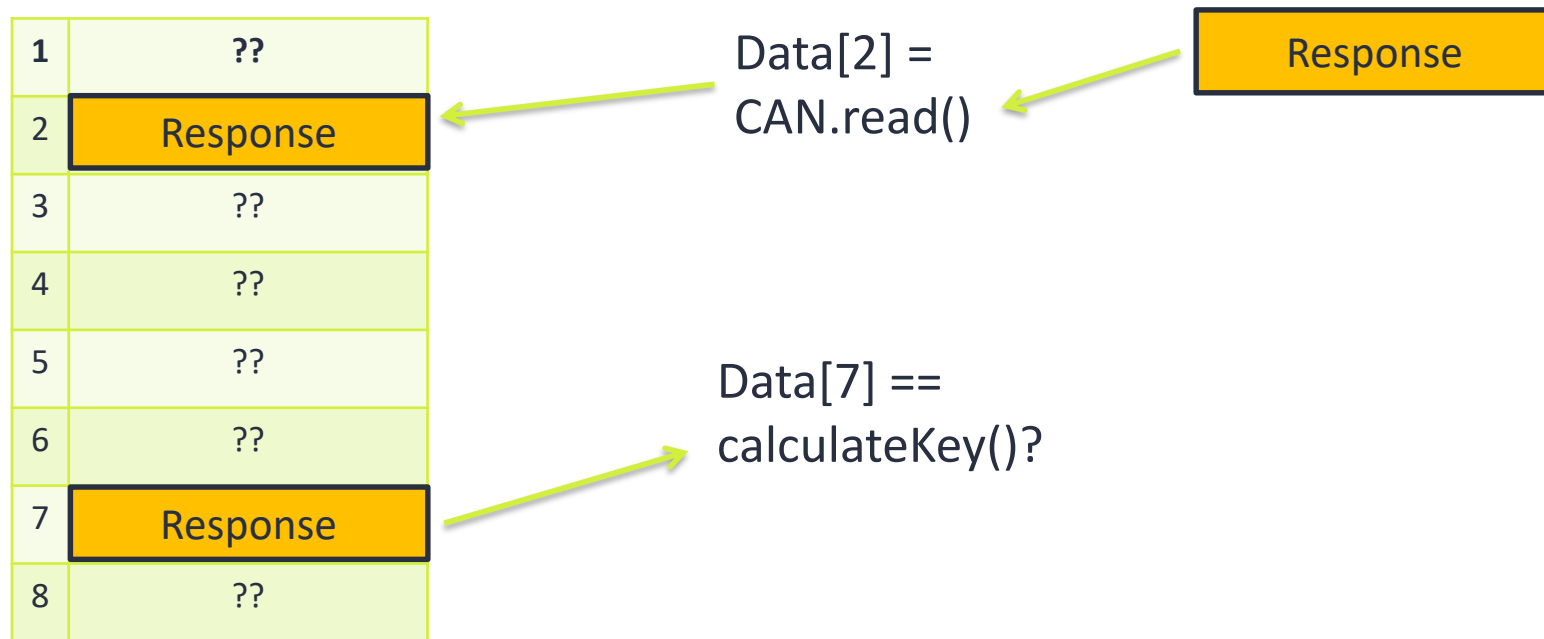 1 ??
2 Response
3 ??
4 ??
5 ??
6 ??
7 Response
8 ??
Data[2] =
CAN.read()
Response
Data[7] ==
calculateKey()?